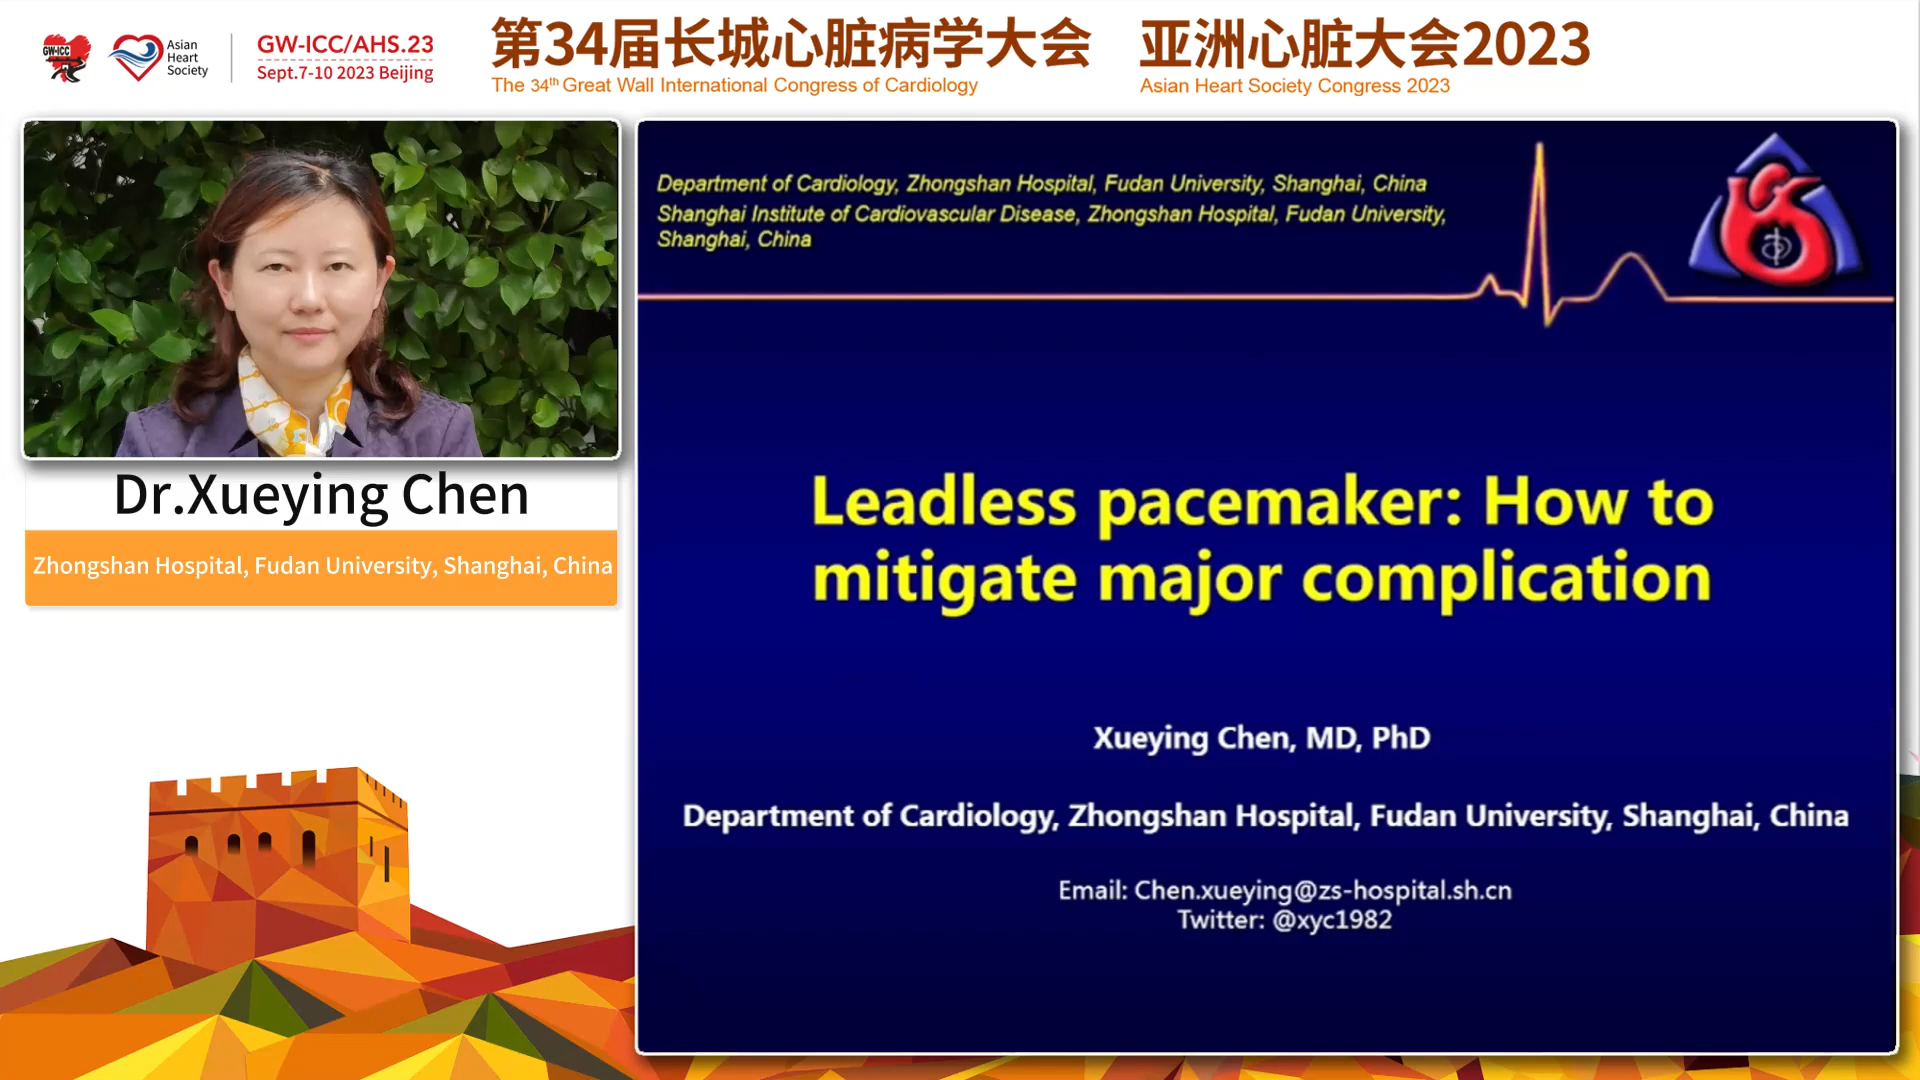 GW-ICC
Asian
Heart
Society
GW-ICC/AHS.23
Sept.7-10 2023 Beijing
第34届长城心脏病学大会
The 34th Great Wall International Congress of Cardiology
亚洲心脏大会2023
Asian Heart Society Congress 2023
Dr.Xueying Chen
Zhongshan Hospital, Fudan University, Shanghai, China
Department of Cardiology, Zhongshan Hospital, Fudan University, Shanghai, China
Shanghai Institute of Cardiovascular Disease, Zhongshan Hospital, Fudan University,
Shanghai, China
Leadless pacemaker: How to
mitigate major complication
Xueying Chen, MD, PhD
Department of Cardiology, Zhongshan Hospital, Fudan University, Shanghai, China
Email: Chen.xueying@zs-hospital.sh.cn
Twitter: @xyc1982